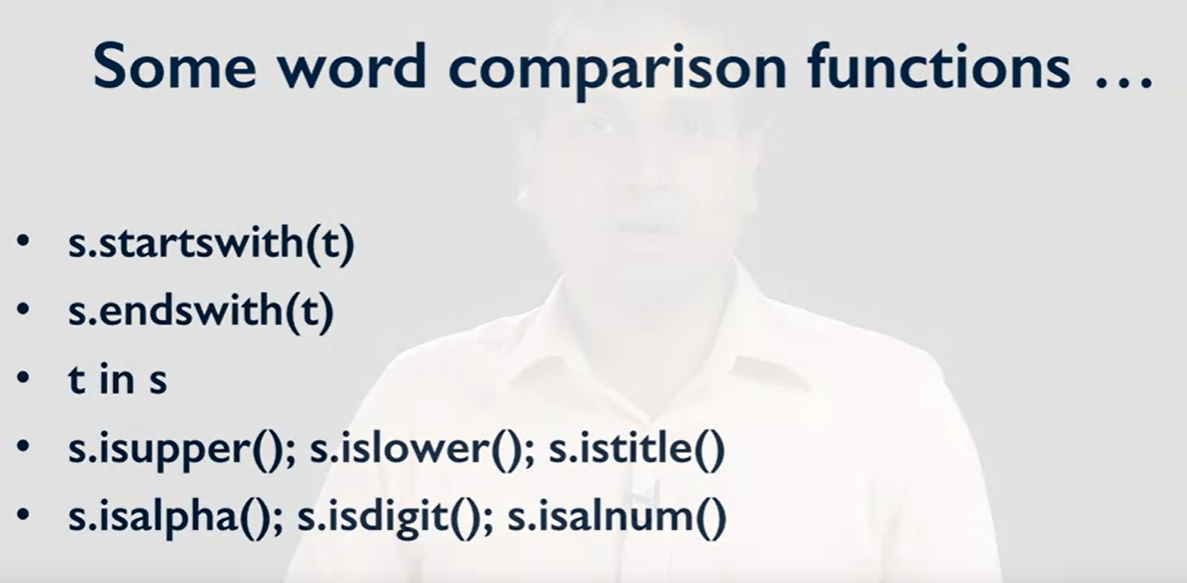 Some word comparison functions …
• s.startswith(t)
• s.endswith(t)
• t in s
• s.isupper(); s.islower(); s.istitle()
• s.isalpha(); s.isdigit(); s.isalnum()